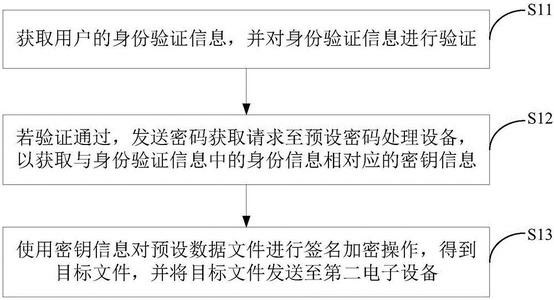 S11
获取用户的身份验证信息，并对身份验证信息进行验证
S12
若验证通过，发送密码获取请求至预设密码处理设备，
以获取与身份验证信息中的身份信息相对应的密钥信息
S13
使用密钥信息对预设数据文件进行签名加密操作，得到
目标文件，并将目标文件发送至第二电子设备